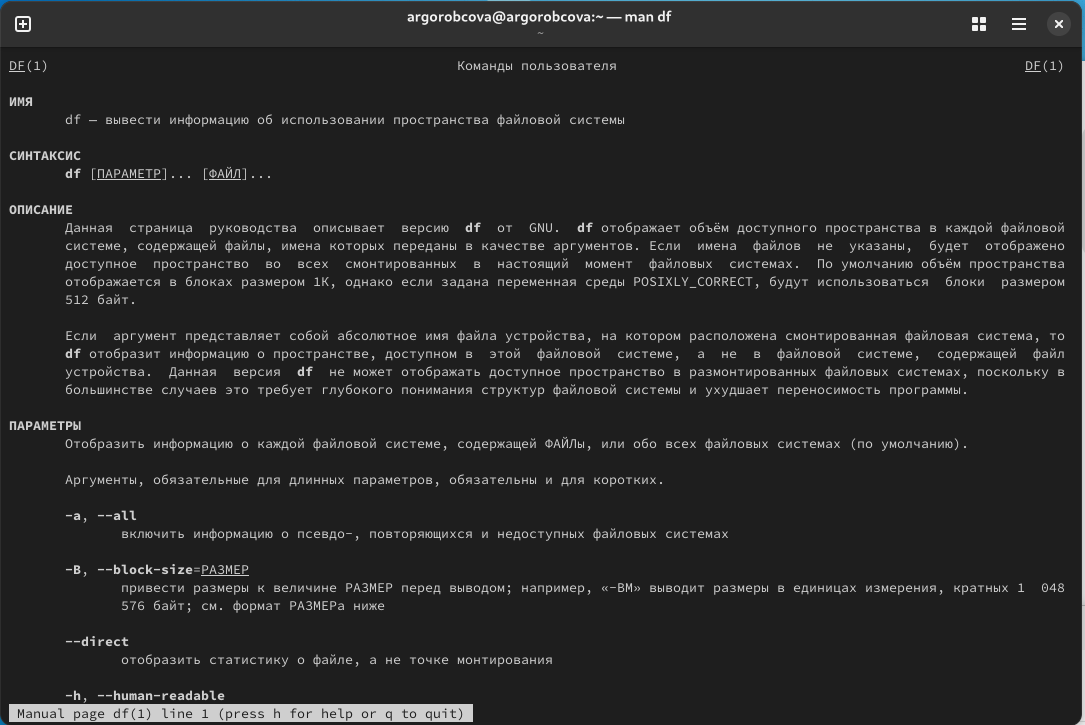 argorobcova@argorobcova:~ — man df
~
DF(1) Команды пользователя DF(1)
ИМЯ
df — вывести информацию об использовании пространства файловой системы
СИНТАКСИС
df [ПАРАМЕТР]... [ФАЙЛ]...
ОПИСАНИЕ
Данная страница руководства описывает версию df от GNU. df отображает объём доступного пространства в каждой файловой
системе, содержащей файлы, имена которых переданы в качестве аргументов. Если имена файлов не указаны, будет отображено
доступное пространство во всех смонтированных в настоящий момент файловых системах. По умолчанию объём пространства
отображается в блоках размером 1K, однако если задана переменная среды POSIXLY_CORRECT, будут использоваться блоки размером
512 байт.
Если аргумент представляет собой абсолютное имя файла устройства, на котором расположена смонтированная файловая система, то
df отобразит информацию о пространстве, доступном в этой файловой системе, а не в файловой системе, содержащей файл
устройства. Данная версия df не может отображать доступное пространство в размонтированных файловых системах, поскольку в
большинстве случаев это требует глубокого понимания структур файловой системы и ухудшает переносимость программы.
ПАРАМЕТРЫ
Отобразить информацию о каждой файловой системе, содержащей ФАЙЛы, или обо всех файловых системах (по умолчанию).
Аргументы, обязательные для длинных параметров, обязательны и для коротких.
-a, --all
включить информацию о псевдо-, повторяющихся и недоступных файловых системах
-B, --block-size=РАЗМЕР
привести размеры к величине РАЗМЕР перед выводом; например, «-BM» выводит размеры в единицах измерения, кратных 1 048
576 байт; см. формат РАЗМЕРа ниже
--direct
отобразить статистику о файле, а не точке монтирования
-h, --human-readable
Manual page df(1) line 1 (press h for help or q to quit)